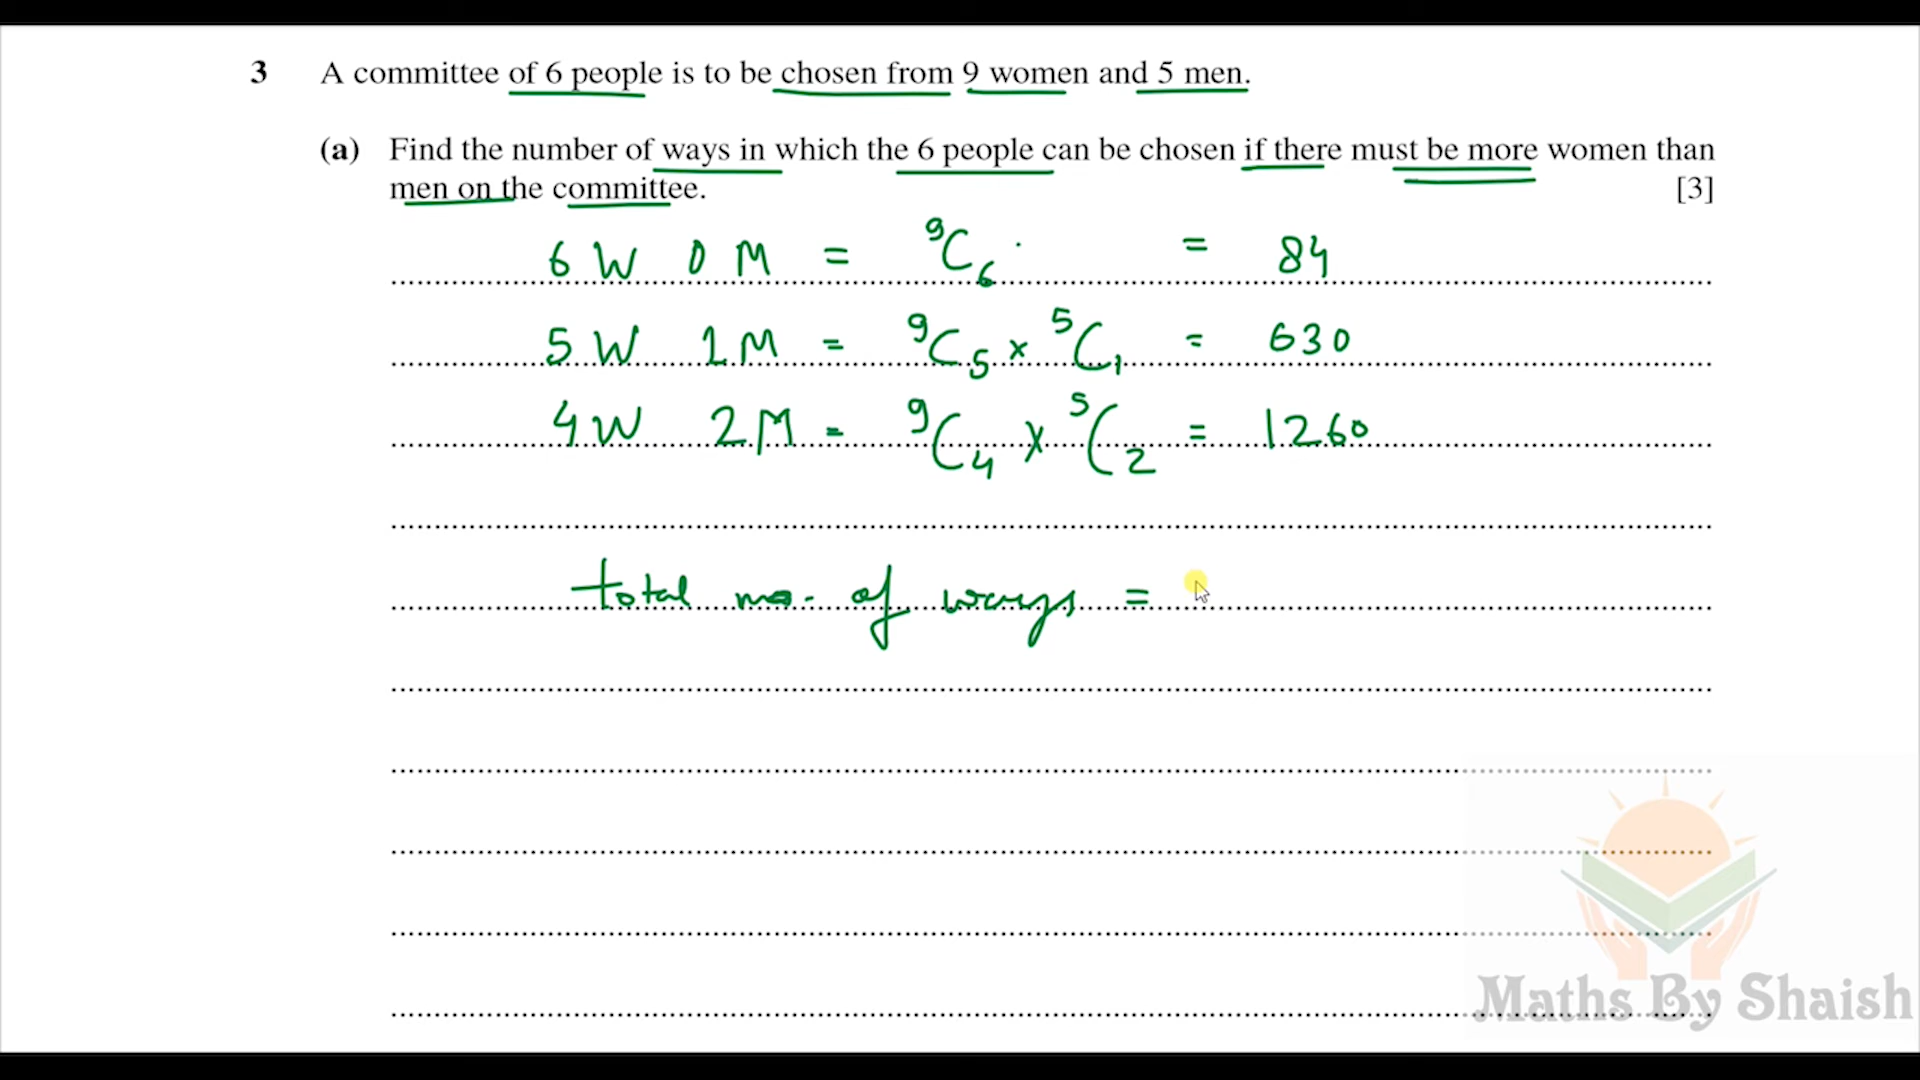 3 A committee of 6 people is to be chosen from 9 women and 5 men.
(a) Find the number of ways in which the 6 people can be chosen if there must be more women than
men on the committee. [3]
6 W 0 M = ⁹C₆ . = 84
5 W 1 M = ⁹C₅ × ⁵C₁ = 630
4 W 2 M = ⁹C₄ × ⁵C₂ = 1260
total no. of ways =
Maths By Shaish